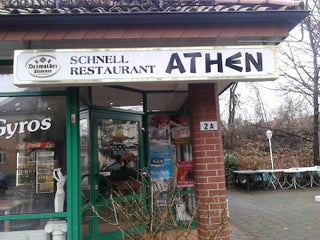 Detmolder
Pilsener
SCHNELL
RESTAURANT
ATHEN
Gyros
2A